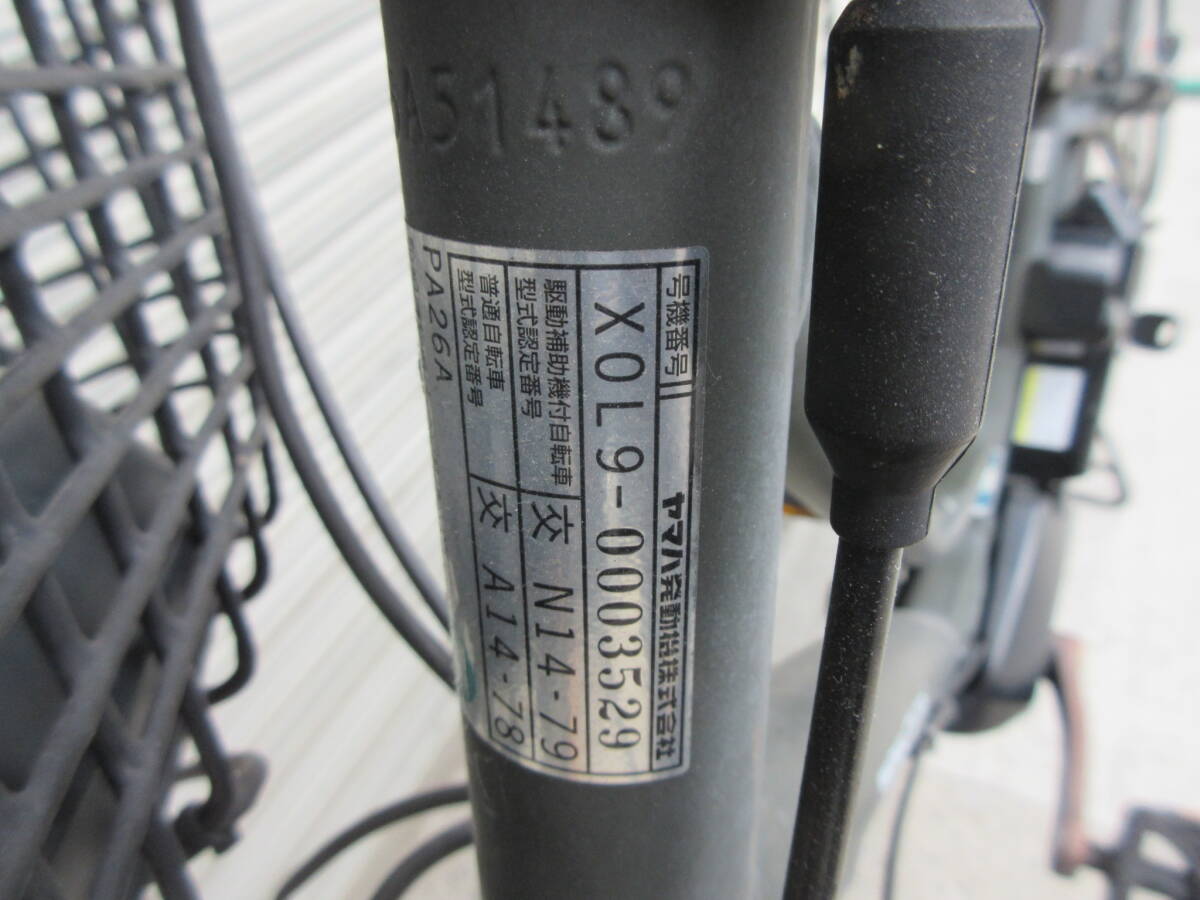 A51489
号機番号 ヤマハ発動機株式会社
X0L9-0003529
駆動補助機付自転車
型式認定番号
交 N14-79
普通自転車
型式認定番号
交 A14-78
PA26A